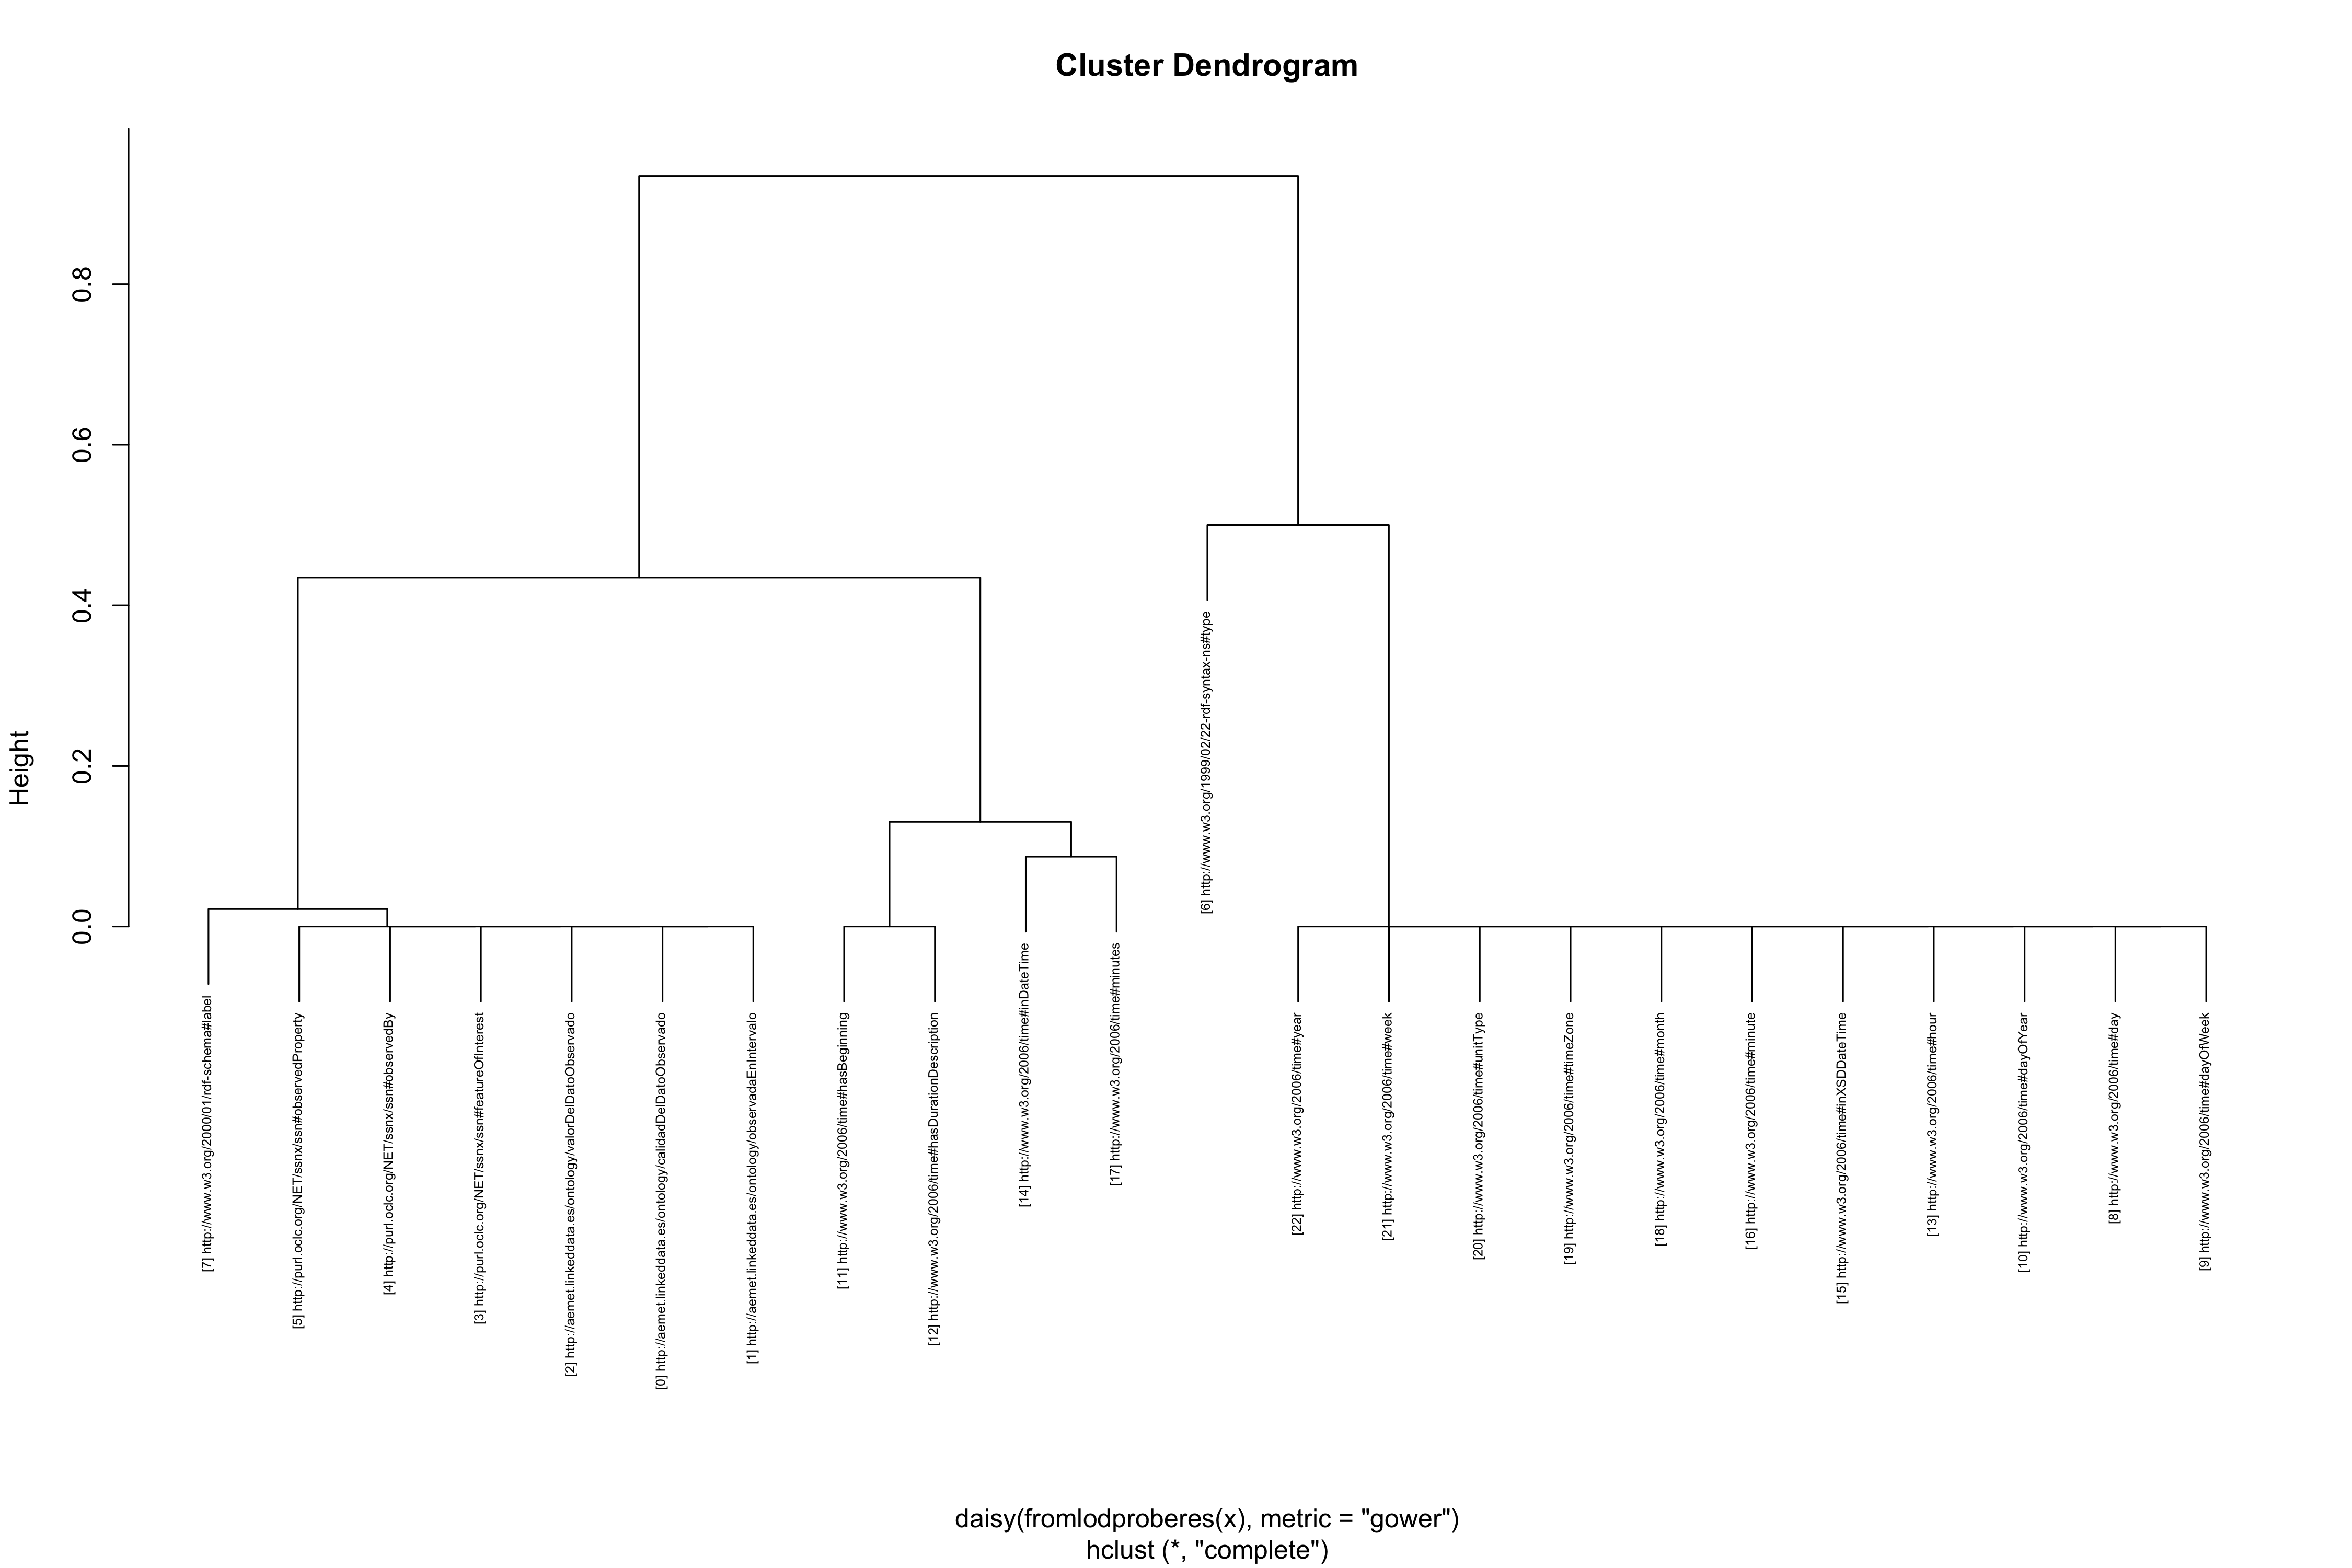 Cluster Dendrogram
Height
0.0
0.2
0.4
0.6
0.8
[7] http://www.w3.org/2000/01/rdf-schema#label
[5] http://purl.oclc.org/NET/ssnx/ssn#observedProperty
[4] http://purl.oclc.org/NET/ssnx/ssn#observedBy
[3] http://purl.oclc.org/NET/ssnx/ssn#featureOfInterest
[2] http://aemet.linkeddata.es/ontology/valorDelDatoObservado
[0] http://aemet.linkeddata.es/ontology/calidadDelDatoObservado
[1] http://aemet.linkeddata.es/ontology/observadaEnIntervalo
[11] http://www.w3.org/2006/time#hasBeginning
[12] http://www.w3.org/2006/time#hasDurationDescription
[14] http://www.w3.org/2006/time#inDateTime
[17] http://www.w3.org/2006/time#minutes
[6] http://www.w3.org/1999/02/22-rdf-syntax-ns#type
[22] http://www.w3.org/2006/time#year
[21] http://www.w3.org/2006/time#week
[20] http://www.w3.org/2006/time#unitType
[19] http://www.w3.org/2006/time#timeZone
[18] http://www.w3.org/2006/time#month
[16] http://www.w3.org/2006/time#minute
[15] http://www.w3.org/2006/time#inXSDDateTime
[13] http://www.w3.org/2006/time#hour
[10] http://www.w3.org/2006/time#dayOfYear
[8] http://www.w3.org/2006/time#day
[9] http://www.w3.org/2006/time#dayOfWeek
daisy(fromlodproberes(x), metric = "gower")
hclust (*, "complete")